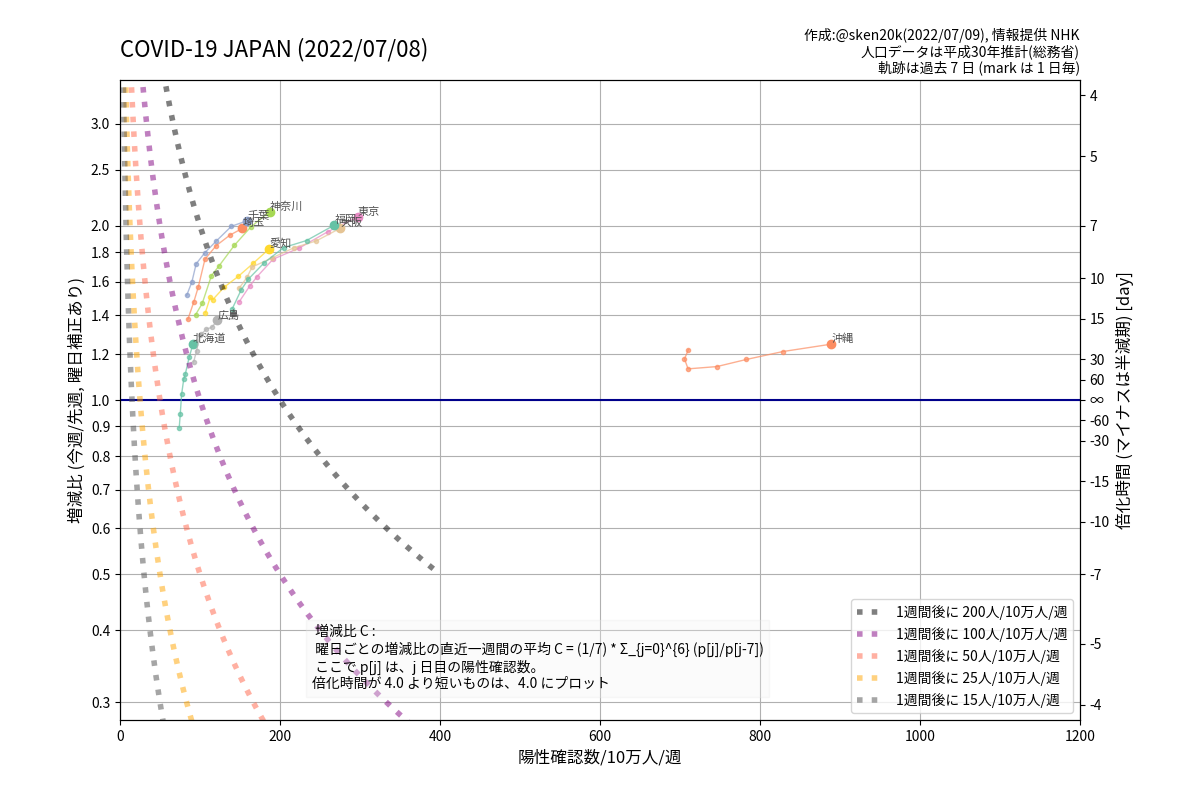 COVID-19 JAPAN (2022/07/08)
作成:@sken20k(2022/07/09), 情報提供 NHK
人口データは平成30年推計(総務省)
軌跡は過去 7 日 (mark は 1 日毎)
増減比 (今週/先週, 曜日補正あり)
3.0
2.5
2.0
1.8
1.6
1.4
1.2
1.0
0.9
0.8
0.7
0.6
0.5
0.4
0.3
神奈川
千葉
埼玉
東京
福岡
大阪
愛知
広島
北海道
沖縄
4
5
7
10
15
30
60
∞
-60
-30
-15
-10
-7
-5
-4
倍化時間 (マイナスは半減期) [day]
増減比 C :
曜日ごとの増減比の直近一週間の平均 C = (1/7) * Σ_{j=0}^{6} (p[j]/p[j-7])
ここで p[j] は、j 日目の陽性確認数。
倍化時間が 4.0 より短いものは、4.0 にプロット
1週間後に 200人/10万人/週
1週間後に 100人/10万人/週
1週間後に 50人/10万人/週
1週間後に 25人/10万人/週
1週間後に 15人/10万人/週
0 200 400 600 800 1000 1200
陽性確認数/10万人/週